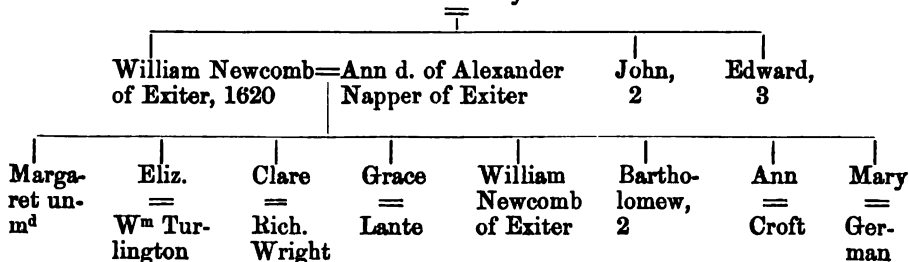 =
William Newcomb=Ann d. of Alexander John, Edward,
of Exiter, 1620 Napper of Exiter 2 3
Marga- Eliz. Clare Grace William Bartho- Ann Mary
ret un- = = = Newcomb lomew, = =
mᵈ Wᵐ Tur- Rich. Lante of Exiter 2 Croft Ger-
lington Wright man